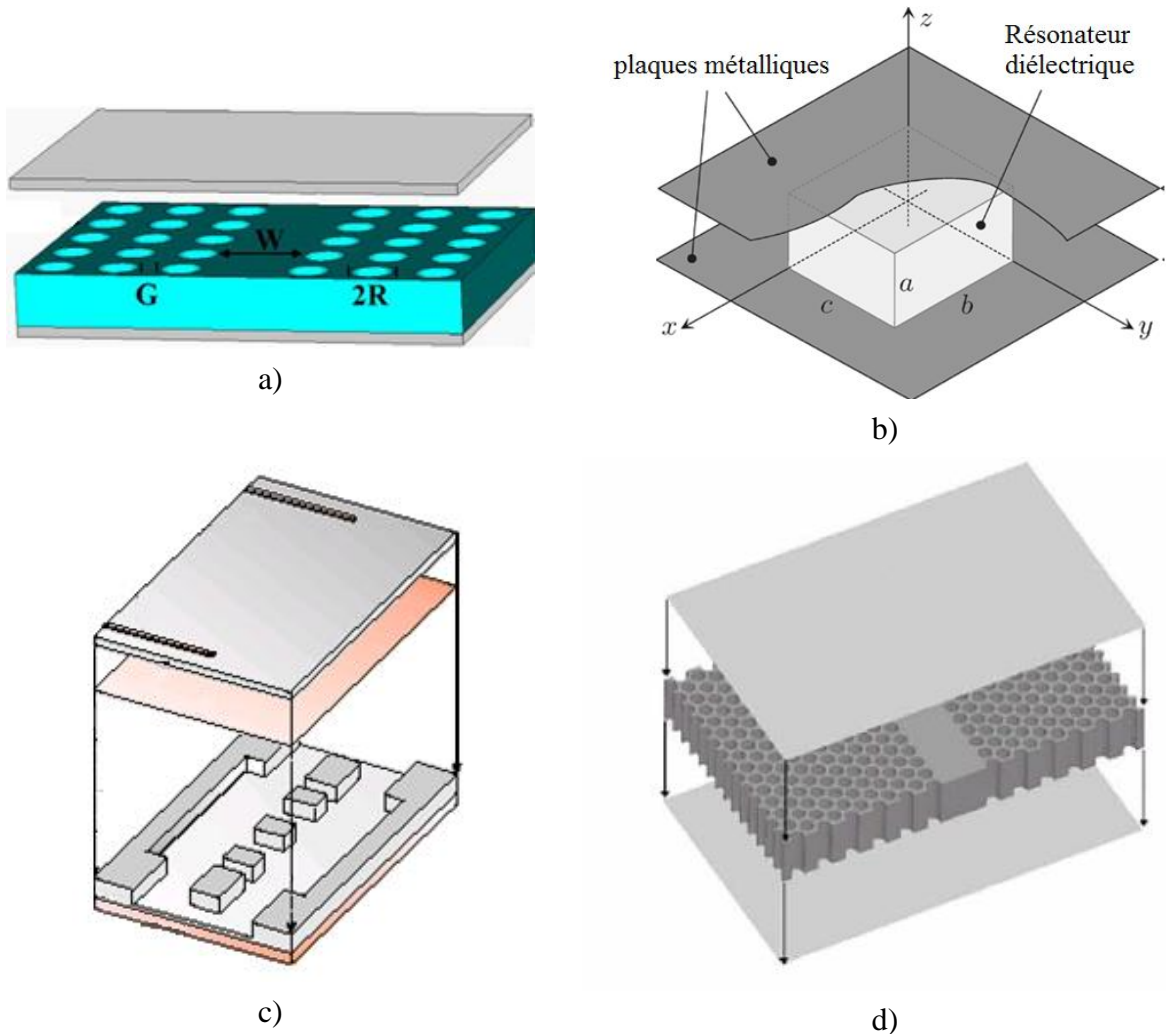 W
G
2R
a)
z
Résonateur
diélectrique
plaques métalliques
a
c
b
x
y
b)
c)
d)